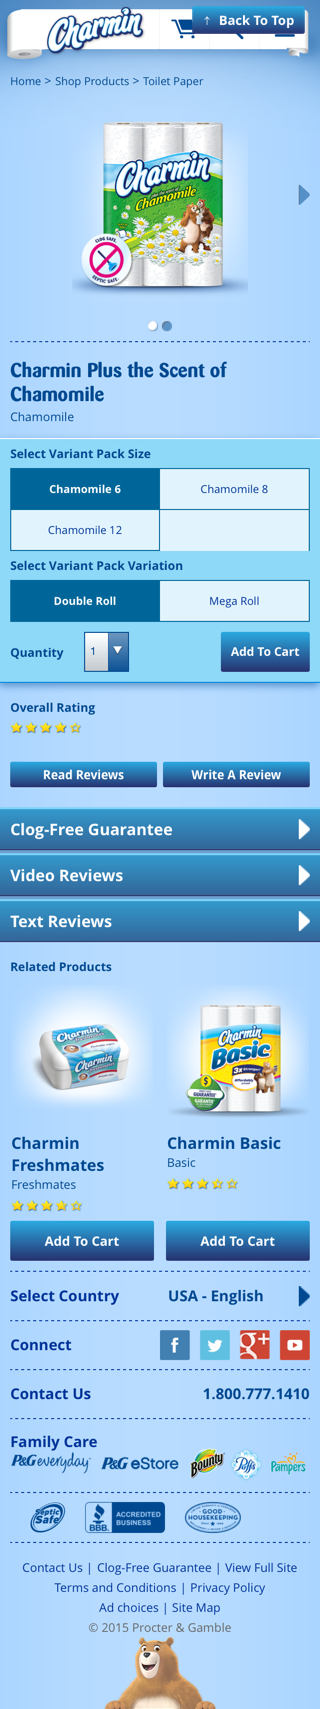 Charmin
↑ Back To Top
Home > Shop Products > Toilet Paper
Charmin
Chamomile
CLOG SAFE.
SEPTIC SAFE.
Charmin Plus the Scent of
Chamomile
Chamomile
Select Variant Pack Size
Chamomile 6
Chamomile 8
Chamomile 12
Select Variant Pack Variation
Double Roll
Mega Roll
Quantity
1
Add To Cart
Overall Rating
Read Reviews
Write A Review
Clog-Free Guarantee
Video Reviews
Text Reviews
Related Products
Charmin
Charmin
Charmin
Basic
Charmin
Freshmates
Freshmates
Charmin Basic
Basic
Add To Cart
Add To Cart
Select Country
USA - English
Connect
f
g+
Contact Us
1.800.777.1410
Family Care
P&G everyday
P&G eStore
Bounty
Puffs
Pampers
Septic Safe
BBB.
ACCREDITED
BUSINESS
GOOD
HOUSEKEEPING
Contact Us | Clog-Free Guarantee | View Full Site
Terms and Conditions | Privacy Policy
Ad choices | Site Map
© 2015 Procter & Gamble